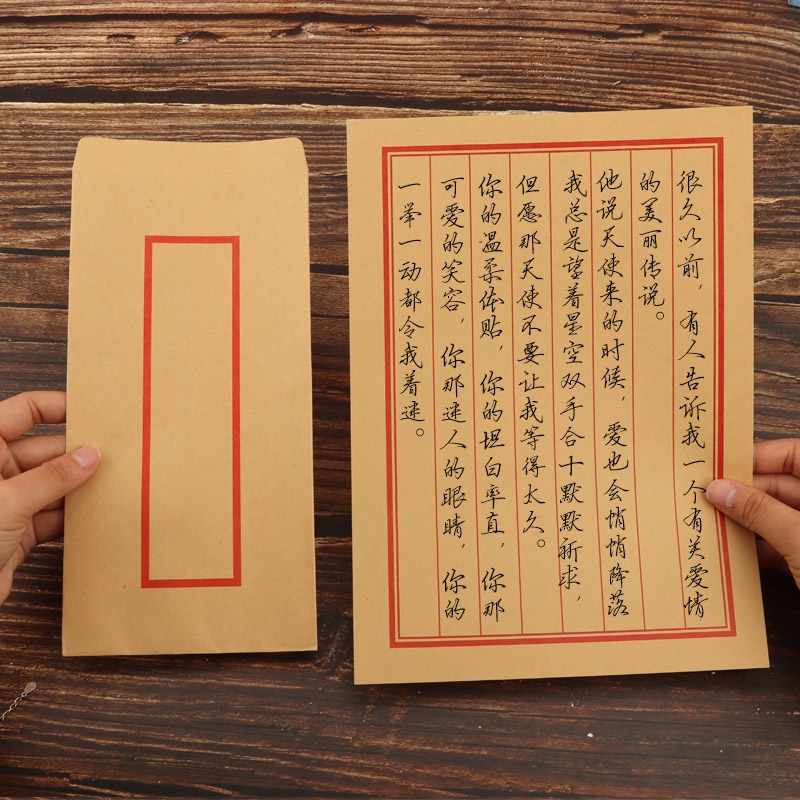 很久以前，有人告诉我一个有关爱情
的美丽传说。
他说天使来的时候，爱也会悄悄降落
我总是望着星空双手合十默默祈求，
但愿那天使不要让我等得太久。
你的温柔体贴，你的坦白率直，你那
可爱的笑容，你那迷人的眼睛，你的
一举一动都令我着迷。